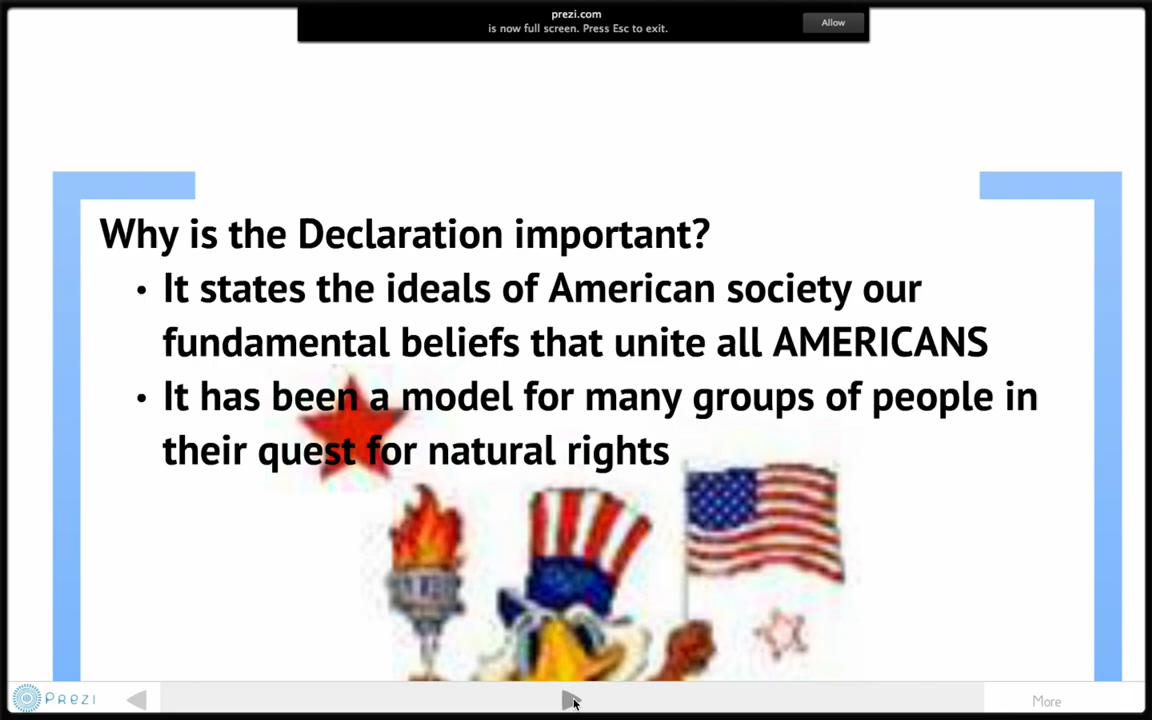 prezi.com
is now full screen. Press Esc to exit.
Allow
Why is the Declaration important?
• It states the ideals of American society our
fundamental beliefs that unite all AMERICANS
• It has been a model for many groups of people in
their quest for natural rights
PREZI
More